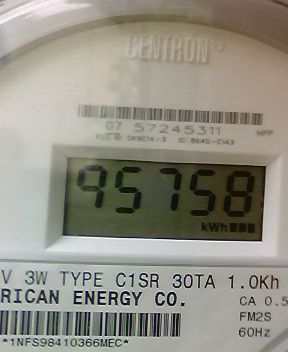 CENTRON®
07 57245311
HPP
95758
kWh
V 3W TYPE C1SR 30TA 1.0Kh
RICAN ENERGY CO.
CA 0.5
FM2S
60Hz
*1NFS98410366MEC*